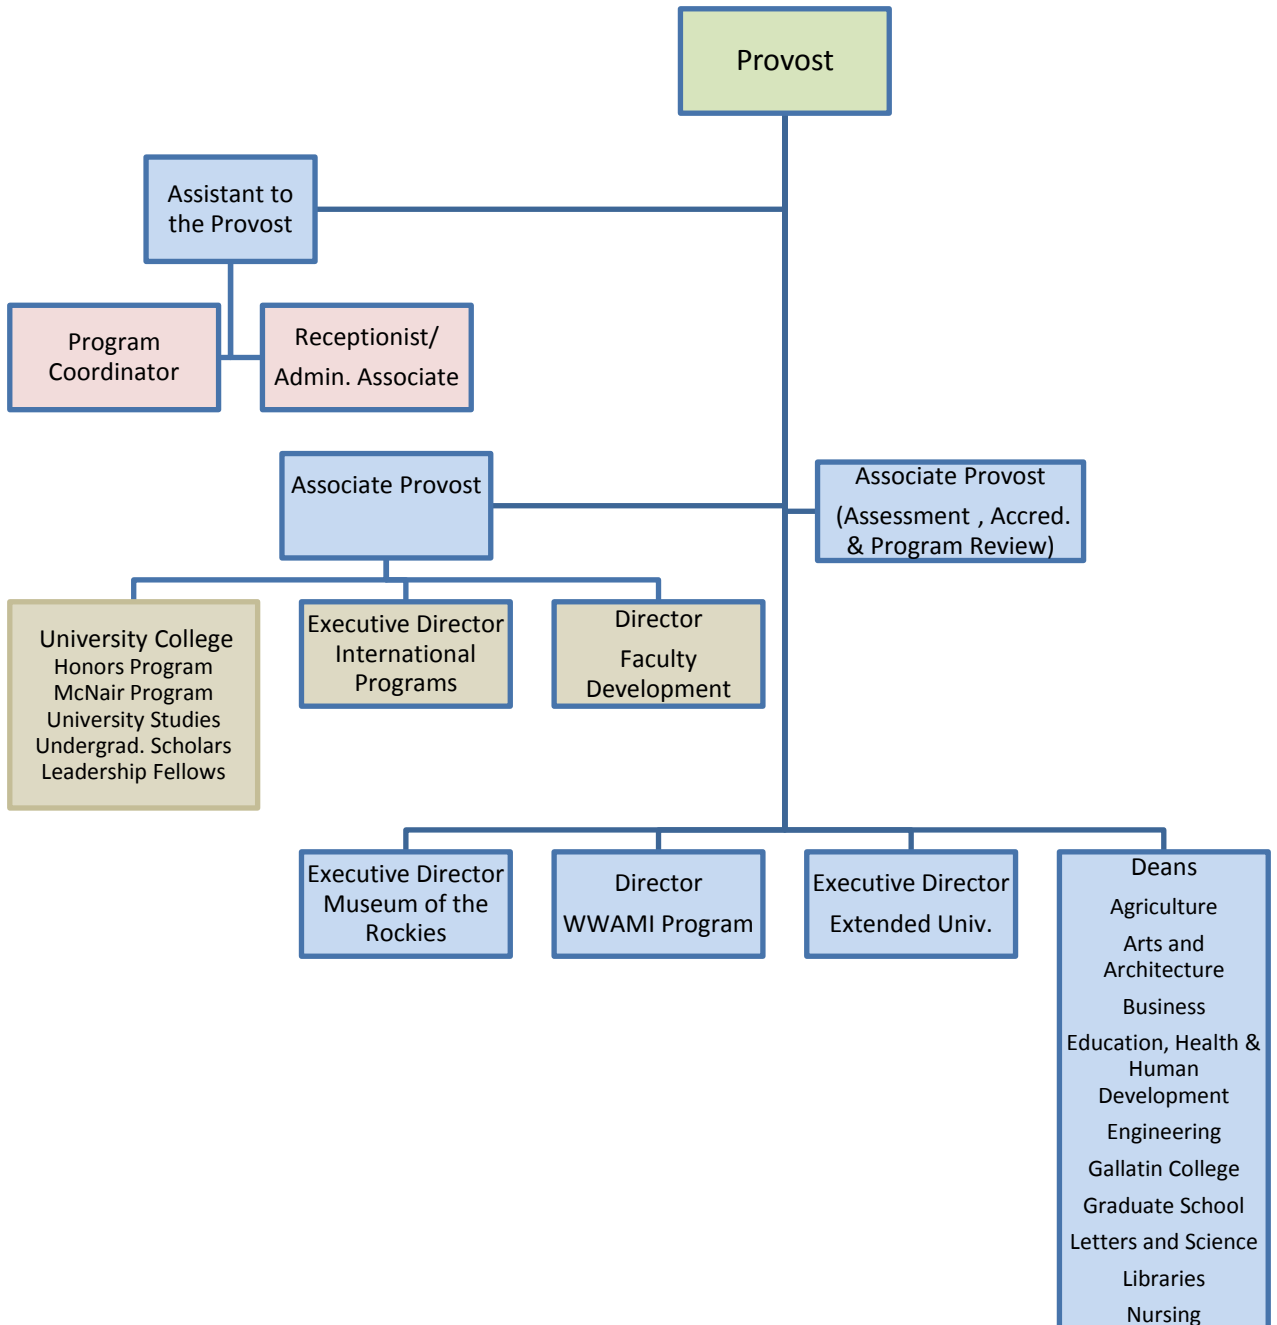 Provost
Assistant to
the Provost
Program
Coordinator
Receptionist/
Admin. Associate
Associate Provost
Associate Provost
(Assessment , Accred.
& Program Review)
University College
Honors Program
McNair Program
University Studies
Undergrad. Scholars
Leadership Fellows
Executive Director
International
Programs
Director
Faculty
Development
Executive Director
Museum of the
Rockies
Director
WWAMI Program
Executive Director
Extended Univ.
Deans
Agriculture
Arts and
Architecture
Business
Education, Health &
Human
Development
Engineering
Gallatin College
Graduate School
Letters and Science
Libraries
Nursing